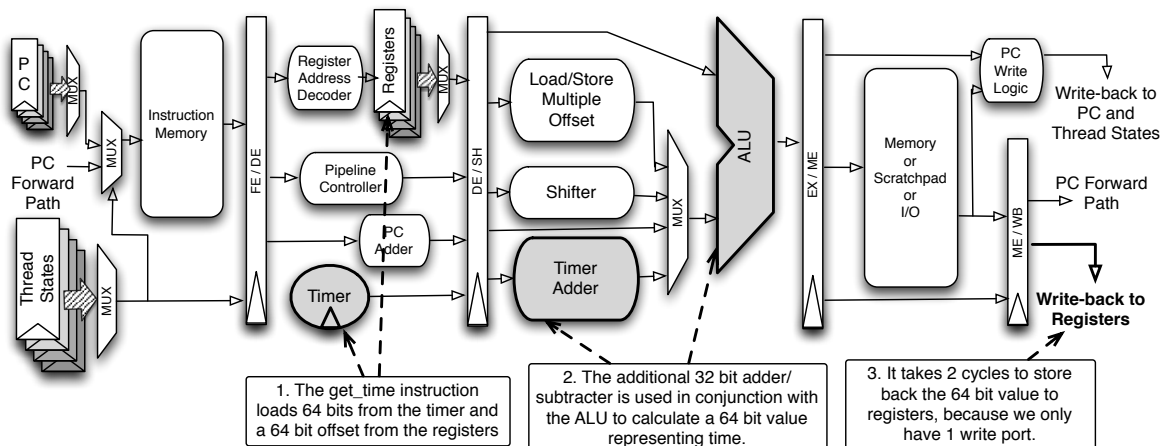 PC
MUX
PC
Forward
Path
MUX
Thread
States
MUX
Instruction
Memory
FE / DE
Register
Address
Decoder
Registers
MUX
Pipeline
Controller
PC
Adder
Timer
DE / SH
Load/Store
Multiple
Offset
Shifter
Timer
Adder
MUX
ALU
EX / ME
Memory
or
Scratchpad
or
I/O
PC
Write
Logic
Write-back to
PC and
Thread States
ME / WB
PC Forward
Path
Write-back to
Registers
1. The get_time instruction
loads 64 bits from the timer and
a 64 bit offset from the registers
2. The additional 32 bit adder/
subtracter is used in conjunction with
the ALU to calculate a 64 bit value
representing time.
3. It takes 2 cycles to store
back the 64 bit value to
registers, because we only
have 1 write port.